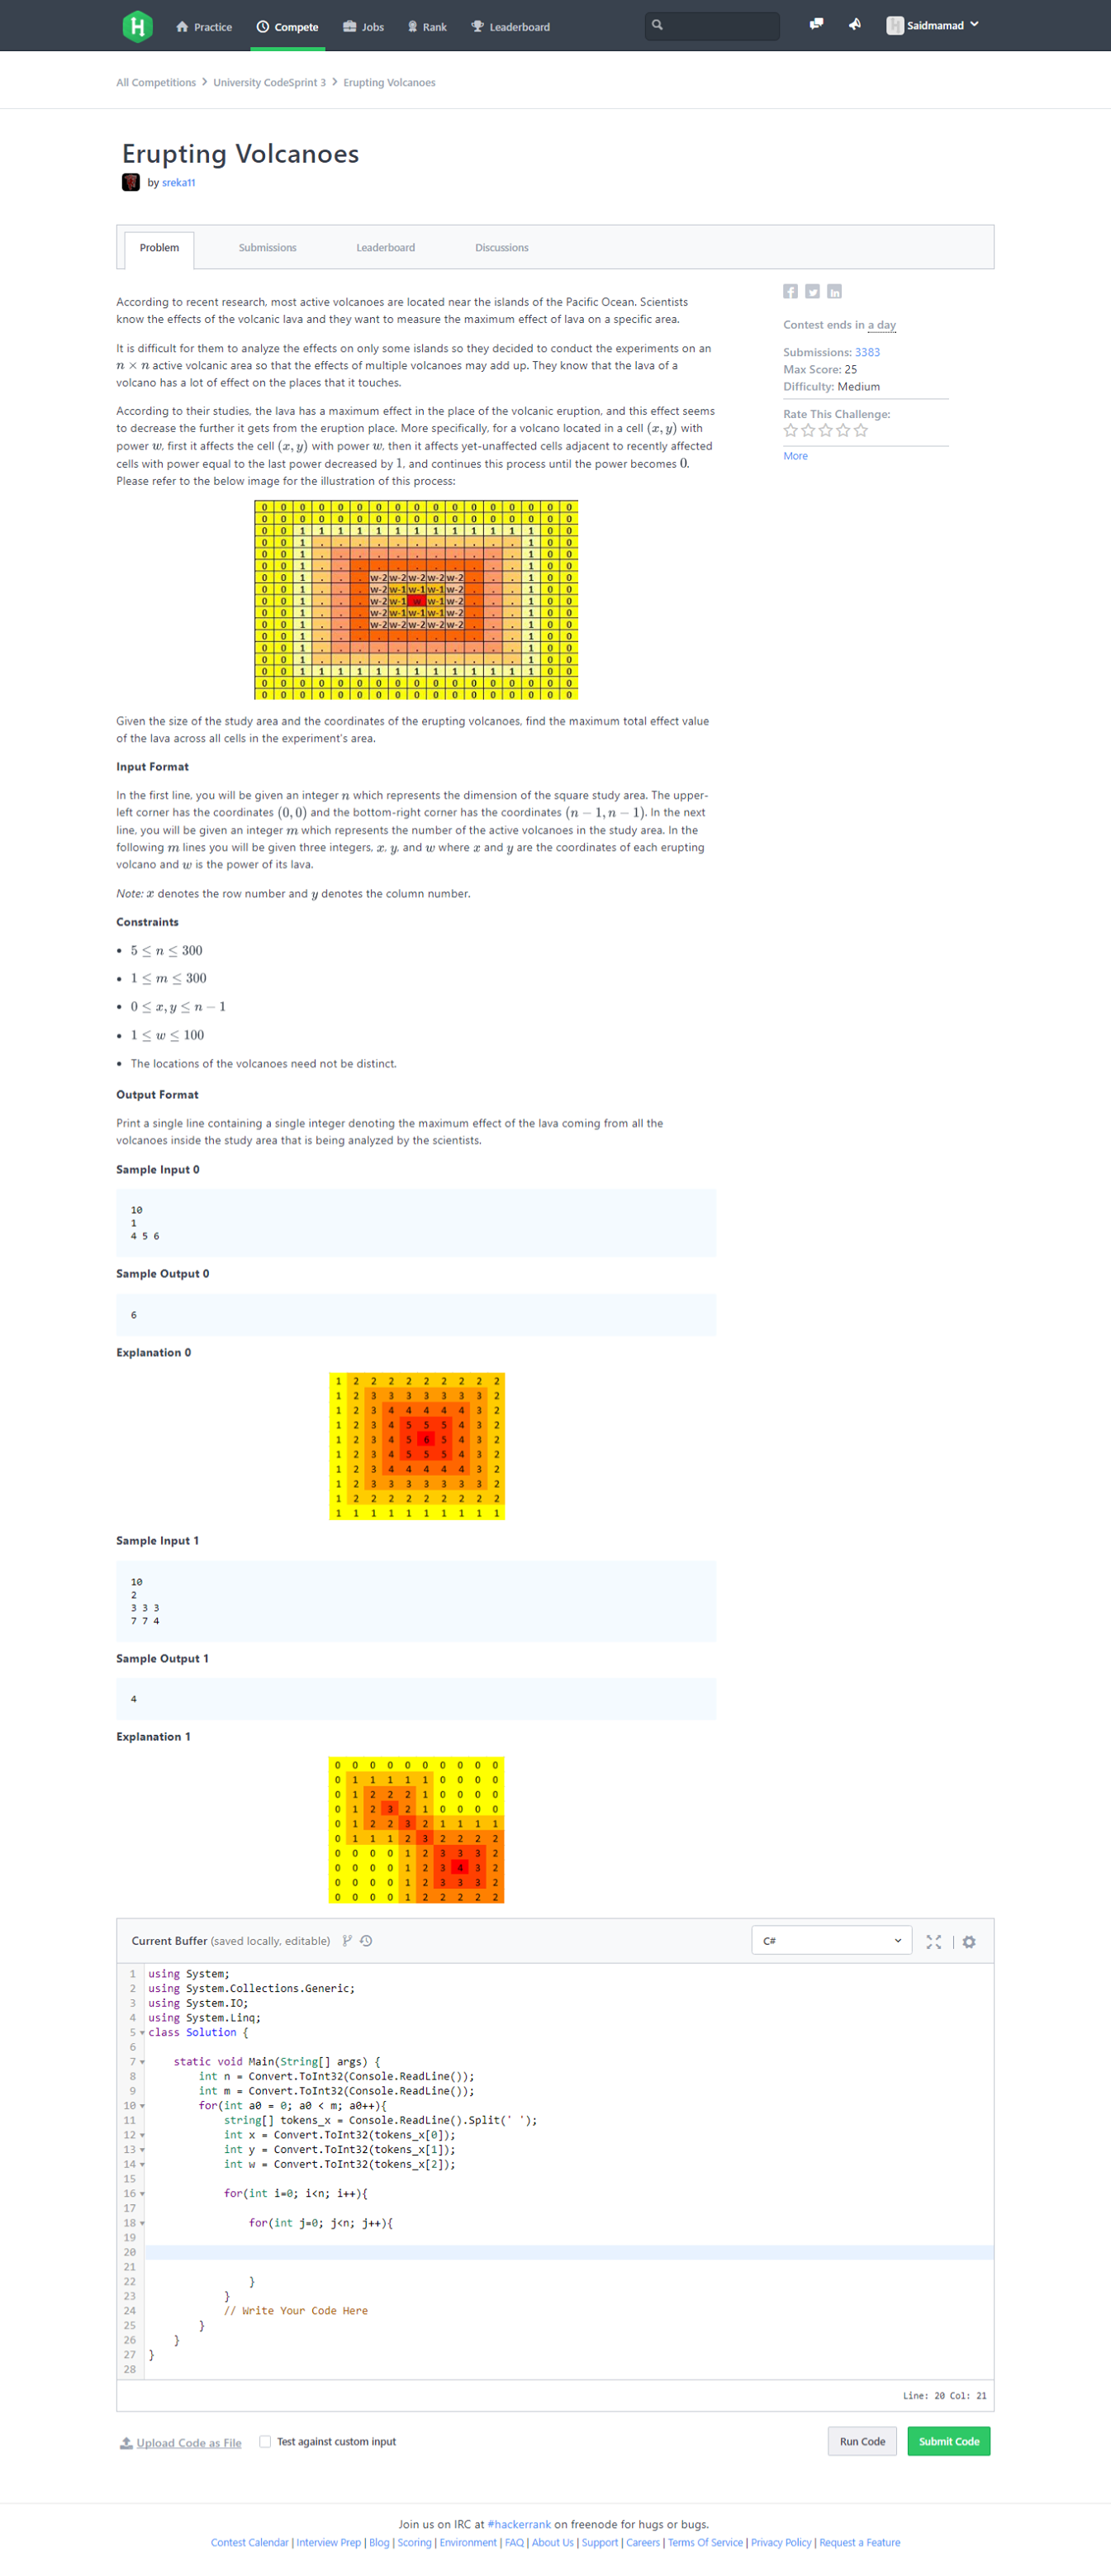 Practice Compete Jobs Rank Leaderboard Saidmamad
All Competitions > University CodeSprint 3 > Erupting Volcanoes
Erupting Volcanoes
by sreka11
Problem Submissions Leaderboard Discussions
According to recent research, most active volcanoes are located near the islands of the Pacific Ocean. Scientists
know the effects of the volcanic lava and they want to measure the maximum effect of lava on a specific area.
It is difficult for them to analyze the effects on only some islands so they decided to conduct the experiments on an
n × n active volcanic area so that the effects of multiple volcanoes may add up. They know that the lava of a
volcano has a lot of effect on the places that it touches.
According to their studies, the lava has a maximum effect in the place of the volcanic eruption, and this effect seems
to decrease the further it gets from the eruption place. More specifically, for a volcano located in a cell (x, y) with
power w, first it affects the cell (x, y) with power w, then it affects yet-unaffected cells adjacent to recently affected
cells with power equal to the last power decreased by 1, and continues this process until the power becomes 0.
Please refer to the below image for the illustration of this process:
Contest ends in a day
Submissions: 3383
Max Score: 25
Difficulty: Medium
Rate This Challenge:
More
0 0 0 0 0 0 0 0 0 0 0 0 0 0 0 0 0
0 0 0 0 0 0 0 0 0 0 0 0 0 0 0 0 0
0 0 1 1 1 1 1 1 1 1 1 1 1 1 1 0 0
0 0 1 . . . . . . . . . . . 1 0 0
0 0 1 . . . . . . . . . . . 1 0 0
0 0 1 . . . . . . . . . . . 1 0 0
0 0 1 . . . w-2 w-2 w-2 w-2 w-2 . . . 1 0 0
0 0 1 . . . w-2 w-1 w-1 w-1 w-2 . . . 1 0 0
0 0 1 . . . w-2 w-1 w w-1 w-2 . . . 1 0 0
0 0 1 . . . w-2 w-1 w-1 w-1 w-2 . . . 1 0 0
0 0 1 . . . w-2 w-2 w-2 w-2 w-2 . . . 1 0 0
0 0 1 . . . . . . . . . . . 1 0 0
0 0 1 . . . . . . . . . . . 1 0 0
0 0 1 . . . . . . . . . . . 1 0 0
0 0 1 1 1 1 1 1 1 1 1 1 1 1 1 0 0
0 0 0 0 0 0 0 0 0 0 0 0 0 0 0 0 0
0 0 0 0 0 0 0 0 0 0 0 0 0 0 0 0 0
Given the size of the study area and the coordinates of the erupting volcanoes, find the maximum total effect value
of the lava across all cells in the experiment's area.
Input Format
In the first line, you will be given an integer n which represents the dimension of the square study area. The upper-
left corner has the coordinates (0, 0) and the bottom-right corner has the coordinates (n − 1, n − 1). In the next
line, you will be given an integer m which represents the number of the active volcanoes in the study area. In the
following m lines you will be given three integers, x, y, and w where x and y are the coordinates of each erupting
volcano and w is the power of its lava.
Note: x denotes the row number and y denotes the column number.
Constraints
• 5 ≤ n ≤ 300
• 1 ≤ m ≤ 300
• 0 ≤ x, y ≤ n − 1
• 1 ≤ w ≤ 100
• The locations of the volcanoes need not be distinct.
Output Format
Print a single line containing a single integer denoting the maximum effect of the lava coming from all the
volcanoes inside the study area that is being analyzed by the scientists.
Sample Input 0
10
1
4 5 6
Sample Output 0
6
Explanation 0
1 2 2 2 2 2 2 2 2 2
1 2 3 3 3 3 3 3 3 2
1 2 3 4 4 4 4 4 3 2
1 2 3 4 5 5 5 4 3 2
1 2 3 4 5 6 5 4 3 2
1 2 3 4 5 5 5 4 3 2
1 2 3 4 4 4 4 4 3 2
1 2 3 3 3 3 3 3 3 2
1 2 2 2 2 2 2 2 2 2
1 1 1 1 1 1 1 1 1 1
Sample Input 1
10
2
3 3 3
7 7 4
Sample Output 1
4
Explanation 1
0 0 0 0 0 0 0 0 0 0
0 1 1 1 1 1 0 0 0 0
0 1 2 2 2 1 0 0 0 0
0 1 2 3 2 1 0 0 0 0
0 1 2 2 3 2 1 1 1 1
0 1 1 1 2 3 2 2 2 2
0 0 0 0 1 2 3 3 3 2
0 0 0 0 1 2 3 4 3 2
0 0 0 0 1 2 3 3 3 2
0 0 0 0 1 2 2 2 2 2
Current Buffer (saved locally, editable) C#
1 using System;
2 using System.Collections.Generic;
3 using System.IO;
4 using System.Linq;
5 class Solution {
6
7 static void Main(String[] args) {
8 int n = Convert.ToInt32(Console.ReadLine());
9 int m = Convert.ToInt32(Console.ReadLine());
10 for(int a0 = 0; a0 < m; a0++){
11 string[] tokens_x = Console.ReadLine().Split(' ');
12 int x = Convert.ToInt32(tokens_x[0]);
13 int y = Convert.ToInt32(tokens_x[1]);
14 int w = Convert.ToInt32(tokens_x[2]);
15
16 for(int i=0; i<n; i++){
17
18 for(int j=0; j<n; j++){
19
20
21
22 }
23 }
24 // Write Your Code Here
25 }
26 }
27 }
28
Line: 20 Col: 21
Upload Code as File Test against custom input Run Code Submit Code
Join us on IRC at #hackerrank on freenode for hugs or bugs.
Contest Calendar | Interview Prep | Blog | Scoring | Environment | FAQ | About Us | Support | Careers | Terms Of Service | Privacy Policy | Request a Feature